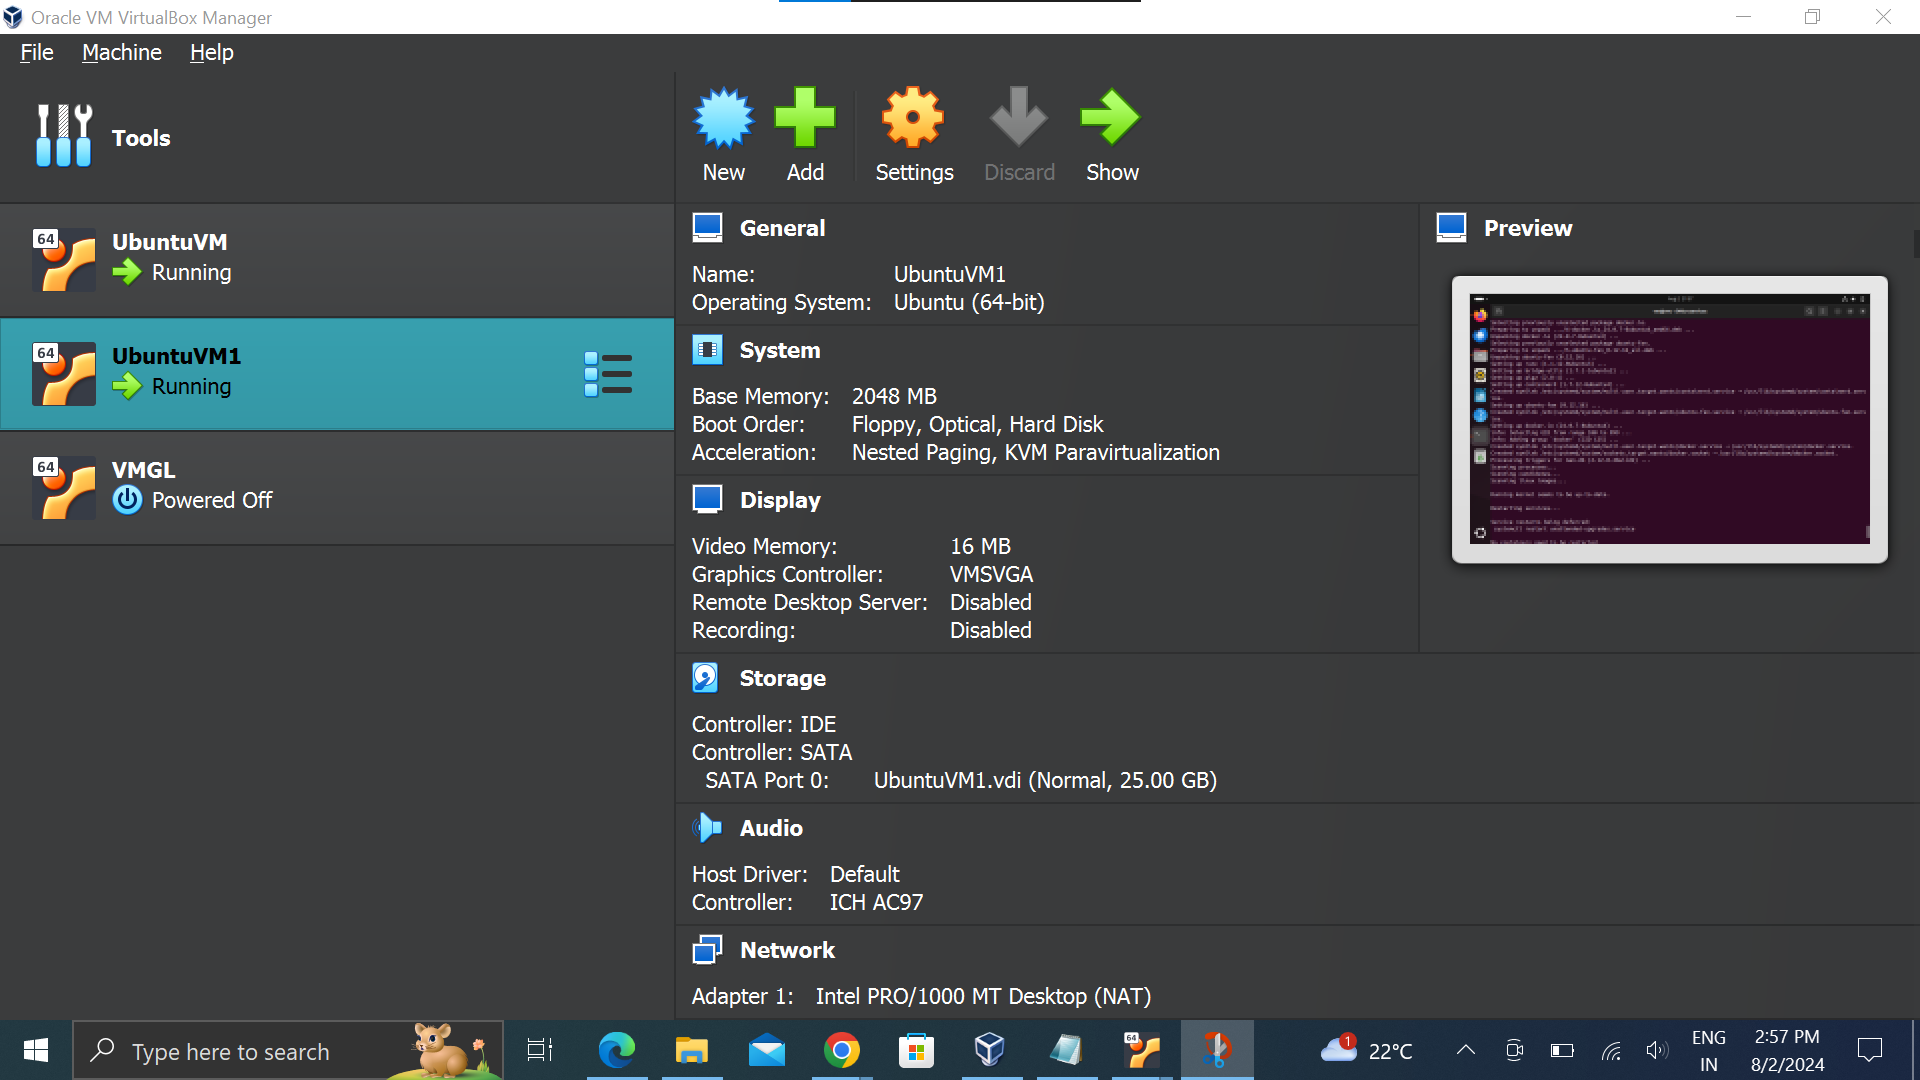 Oracle VM VirtualBox Manager
File Machine Help
Tools
New Add Settings Discard Show
64 UbuntuVM
Running
64 UbuntuVM1
Running
64 VMGL
Powered Off
General
Name: UbuntuVM1
Operating System: Ubuntu (64-bit)
System
Base Memory: 2048 MB
Boot Order: Floppy, Optical, Hard Disk
Acceleration: Nested Paging, KVM Paravirtualization
Display
Video Memory: 16 MB
Graphics Controller: VMSVGA
Remote Desktop Server: Disabled
Recording: Disabled
Storage
Controller: IDE
Controller: SATA
SATA Port 0: UbuntuVM1.vdi (Normal, 25.00 GB)
Audio
Host Driver: Default
Controller: ICH AC97
Network
Adapter 1: Intel PRO/1000 MT Desktop (NAT)
Preview
Type here to search
64
1
22°C
ENG
IN
2:57 PM
8/2/2024